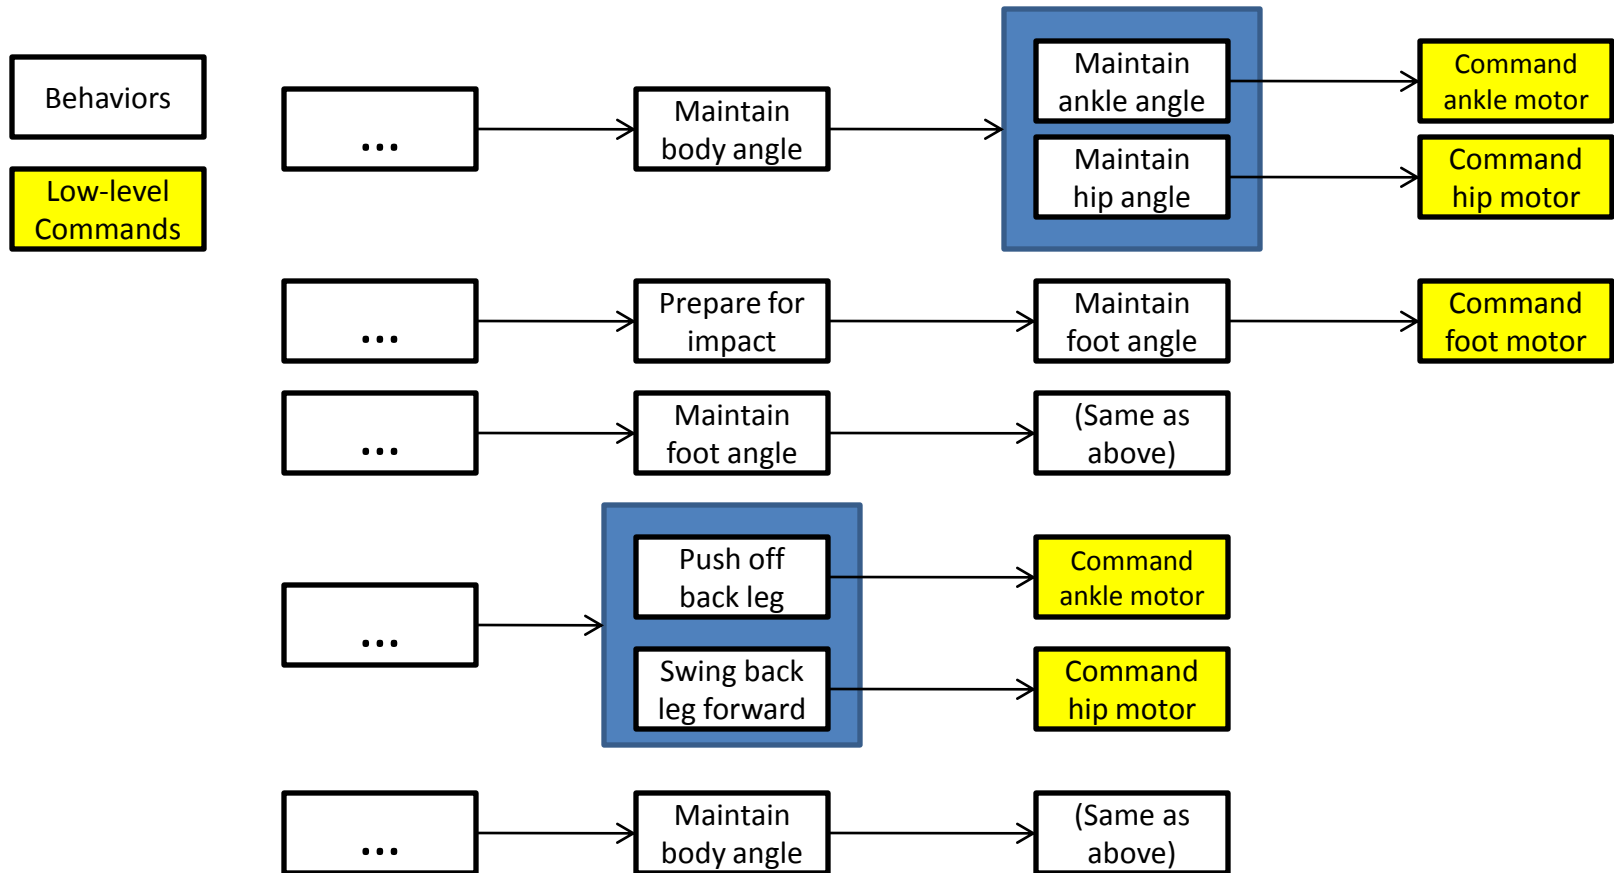 Behaviors
Low-level
Commands
...
Maintain
body angle
Maintain
ankle angle
Command
ankle motor
Maintain
hip angle
Command
hip motor
...
Prepare for
impact
Maintain
foot angle
Command
foot motor
...
Maintain
foot angle
(Same as
above)
...
Push off
back leg
Command
ankle motor
Swing back
leg forward
Command
hip motor
...
Maintain
body angle
(Same as
above)